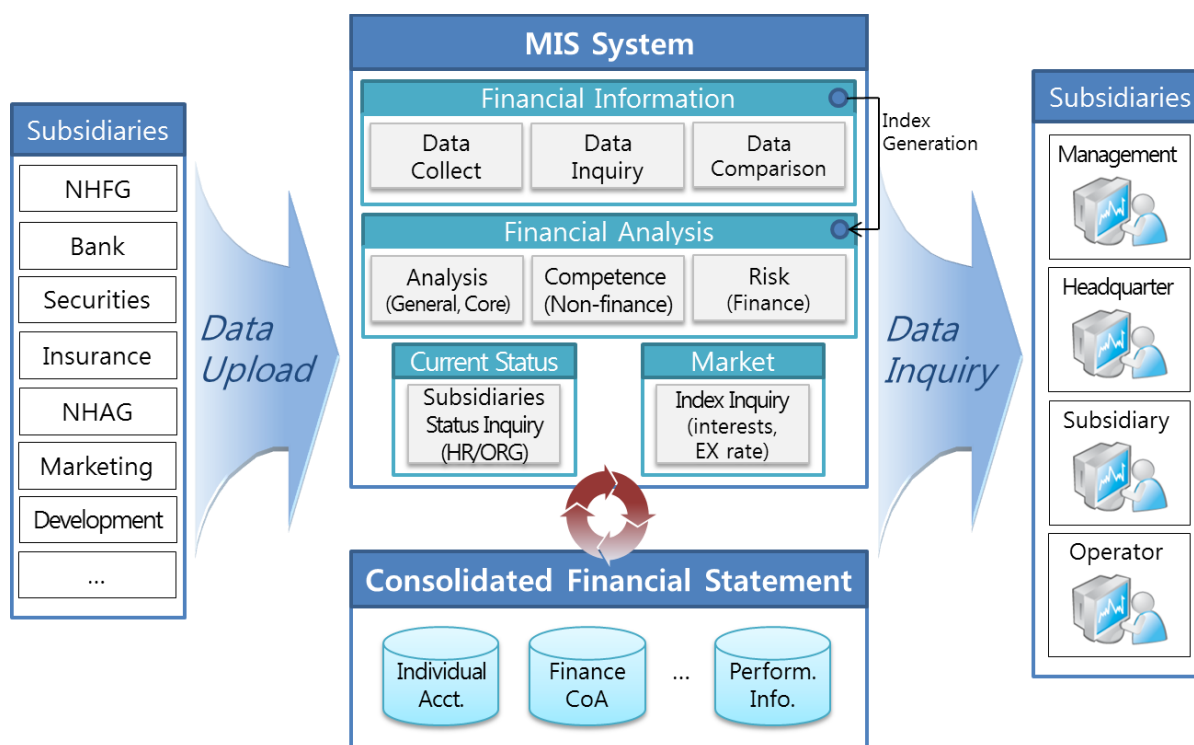 Subsidiaries
NHFG
Bank
Securities
Insurance
NHAG
Marketing
Development
...
Data
Upload
MIS System
Financial Information
Data
Collect
Data
Inquiry
Data
Comparison
Index
Generation
Financial Analysis
Analysis
(General, Core)
Competence
(Non-finance)
Risk
(Finance)
Current Status
Subsidiaries
Status Inquiry
(HR/ORG)
Market
Index Inquiry
(interests,
EX rate)
Consolidated Financial Statement
Individual
Acct.
Finance
CoA
...
Perform.
Info.
Data
Inquiry
Subsidiaries
Management
Headquarter
Subsidiary
Operator